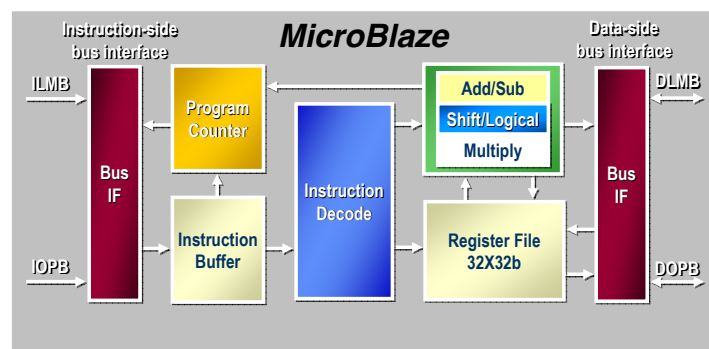 MicroBlaze
Instruction-side
bus interface
Data-side
bus interface
ILMB
IOPB
Bus
IF
Program
Counter
Instruction
Buffer
Instruction
Decode
Add/Sub
Shift/Logical
Multiply
Register File
32X32b
Bus
IF
DLMB
DOPB